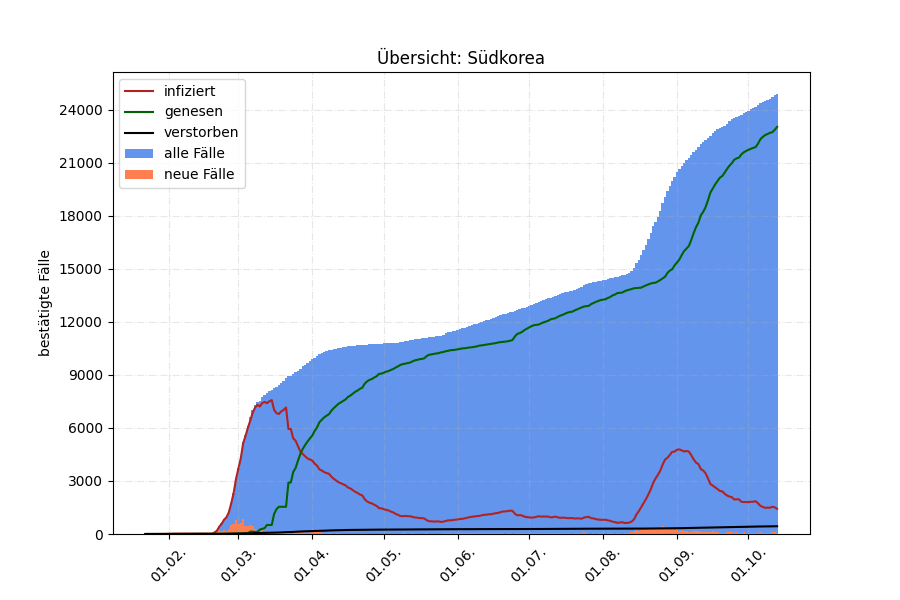 Übersicht: Südkorea
infiziert
genesen
verstorben
alle Fälle
neue Fälle
bestätigte Fälle
24000
21000
18000
15000
12000
9000
6000
3000
0
01.02.
01.03.
01.04.
01.05.
01.06.
01.07.
01.08.
01.09.
01.10.